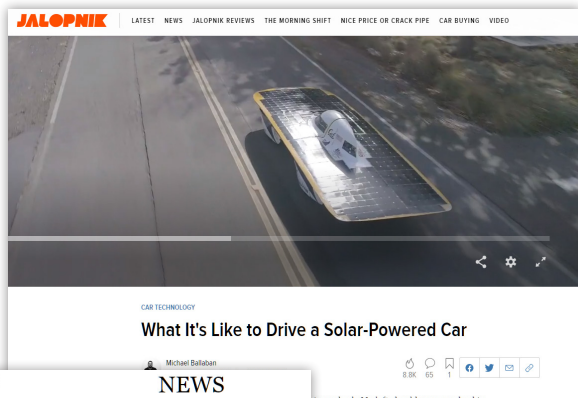 JALOPNIK
LATEST NEWS JALOPNIK REVIEWS THE MORNING SHIFT NICE PRICE OR CRACK PIPE CAR BUYING VIDEO
CAR TECHNOLOGY
What It's Like to Drive a Solar-Powered Car
Michael Ballaban
8.8K 65 1
NEWS